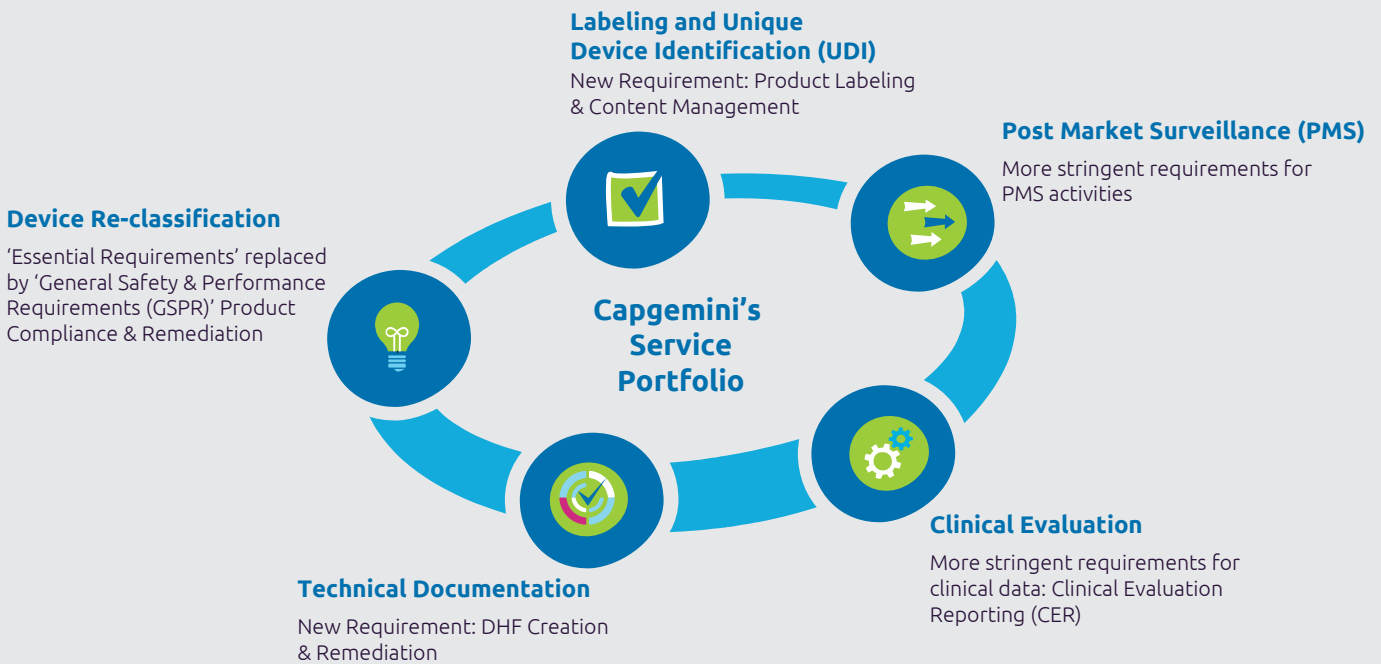 Labeling and Unique
Device Identification (UDI)
New Requirement: Product Labeling
& Content Management
Post Market Surveillance (PMS)
More stringent requirements for
PMS activities
Device Re-classification
‘Essential Requirements’ replaced
by ‘General Safety & Performance
Requirements (GSPR)’ Product
Compliance & Remediation
Capgemini’s
Service
Portfolio
Clinical Evaluation
More stringent requirements for
clinical data: Clinical Evaluation
Reporting (CER)
Technical Documentation
New Requirement: DHF Creation
& Remediation